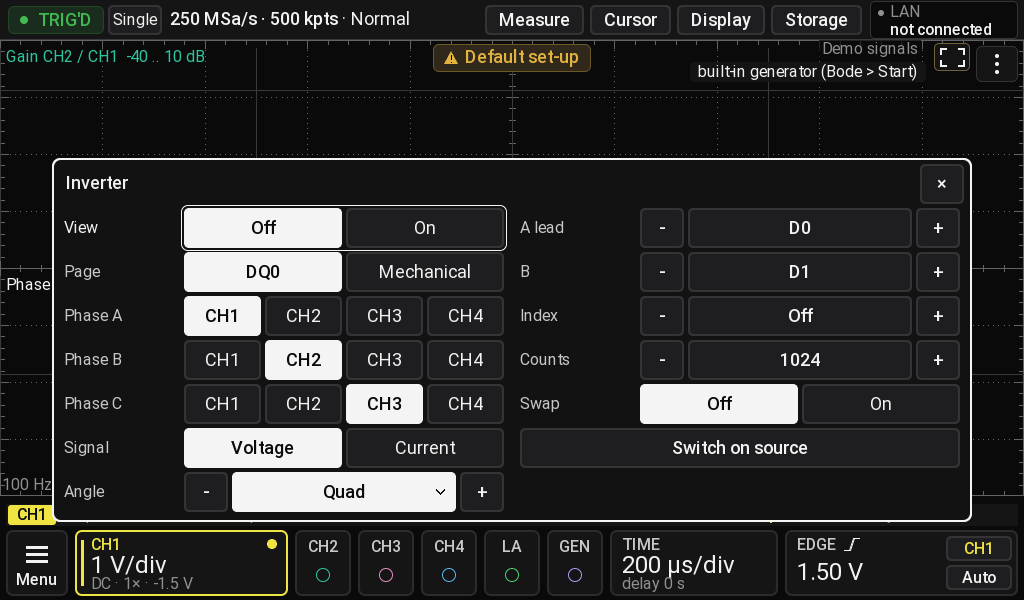 TRIG'D Single 250 MSa/s · 500 kpts · Normal Measure Cursor Display Storage LAN
not connected
Gain CH2 / CH1 -40 .. 10 dB Default set-up Demo signals
built-in generator (Bode > Start)
Inverter ×
View Off On A lead - D0 +
Page DQ0 Mechanical B - D1 +
Phase A CH1 CH2 CH3 CH4 Index - Off +
Phase
Phase B CH1 CH2 CH3 CH4 Counts - 1024 +
Phase C CH1 CH2 CH3 CH4 Swap Off On
Signal Voltage Current Switch on source
100 Hz
Angle - Quad +
CH1
Menu
CH1
1 V/div
DC · 1× · -1.5 V
CH2 CH3 CH4 LA GEN
TIME
200 µs/div
delay 0 s
EDGE CH1
1.50 V Auto